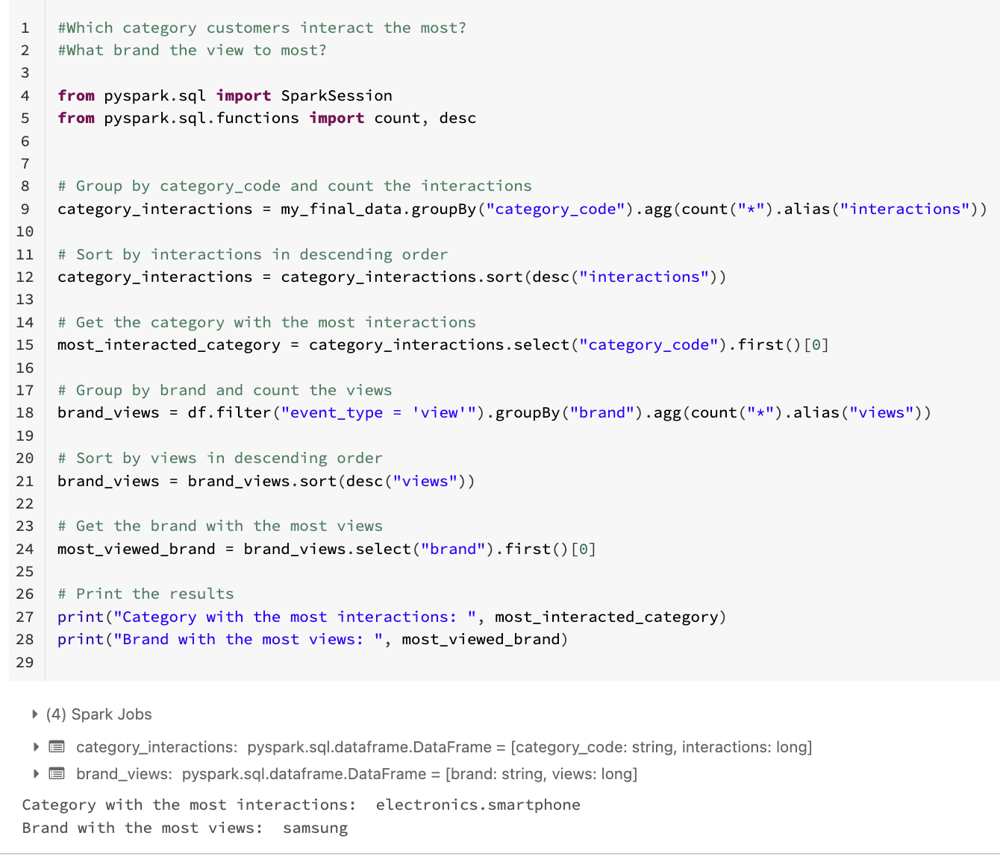 1 #Which category customers interact the most?
2 #What brand the view to most?
3
4 from pyspark.sql import SparkSession
5 from pyspark.sql.functions import count, desc
6
7
8 # Group by category_code and count the interactions
9 category_interactions = my_final_data.groupBy("category_code").agg(count("*").alias("interactions"))
10
11 # Sort by interactions in descending order
12 category_interactions = category_interactions.sort(desc("interactions"))
13
14 # Get the category with the most interactions
15 most_interacted_category = category_interactions.select("category_code").first()[0]
16
17 # Group by brand and count the views
18 brand_views = df.filter("event_type = 'view'").groupBy("brand").agg(count("*").alias("views"))
19
20 # Sort by views in descending order
21 brand_views = brand_views.sort(desc("views"))
22
23 # Get the brand with the most views
24 most_viewed_brand = brand_views.select("brand").first()[0]
25
26 # Print the results
27 print("Category with the most interactions: ", most_interacted_category)
28 print("Brand with the most views: ", most_viewed_brand)
29
(4) Spark Jobs
category_interactions: pyspark.sql.dataframe.DataFrame = [category_code: string, interactions: long]
brand_views: pyspark.sql.dataframe.DataFrame = [brand: string, views: long]
Category with the most interactions:  electronics.smartphone
Brand with the most views:  samsung